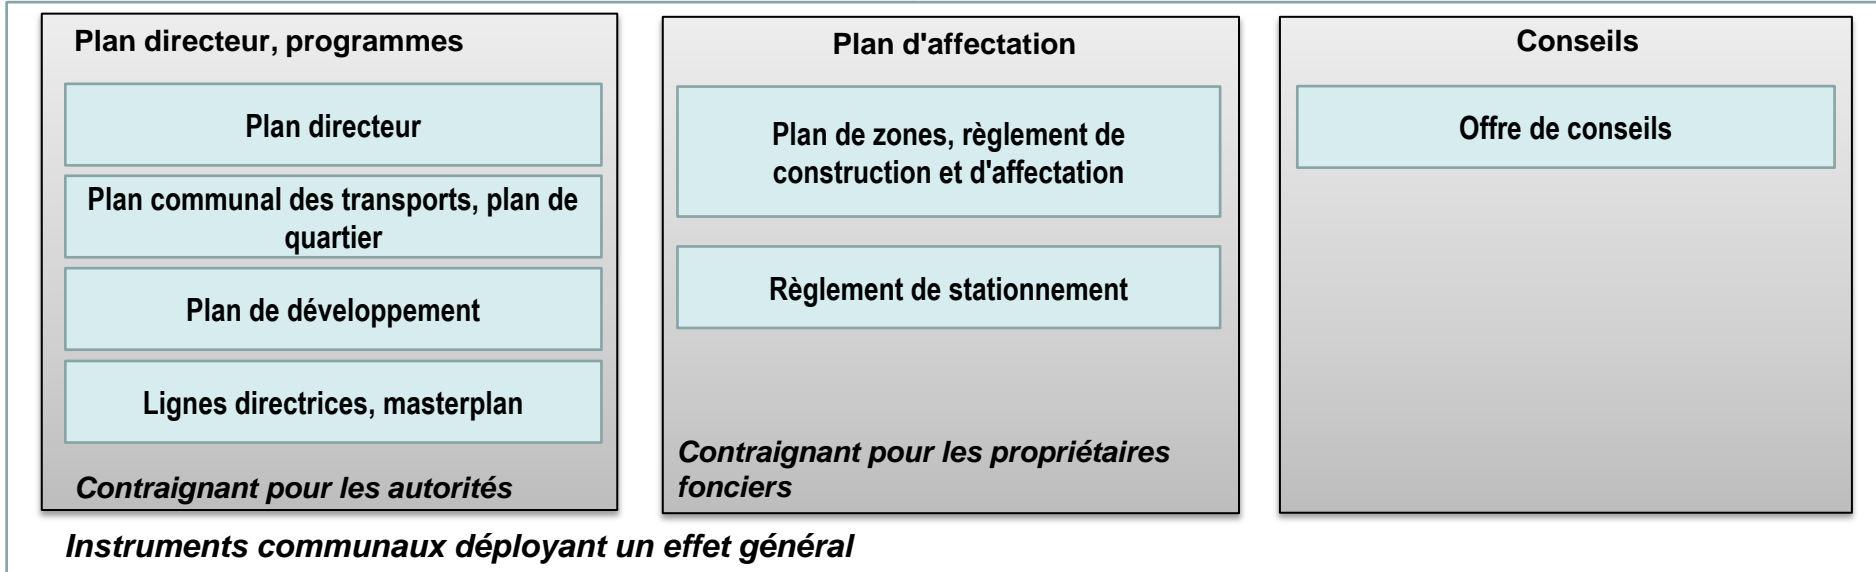 Plan directeur, programmes
Plan directeur
Plan communal des transports, plan de
quartier
Plan de développement
Lignes directrices, masterplan
Contraignant pour les autorités
Plan d'affectation
Plan de zones, règlement de
construction et d'affectation
Règlement de stationnement
Contraignant pour les propriétaires
fonciers
Conseils
Offre de conseils
Instruments communaux déployant un effet général